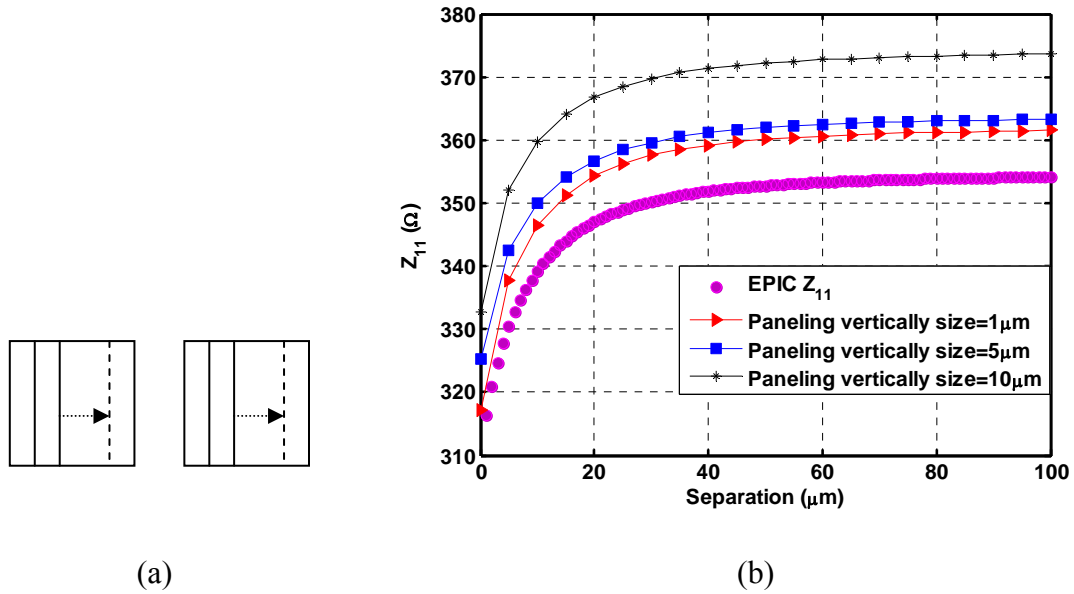 380
370
360
350
340
330
320
310
Z11 (Ω)
EPIC Z11
Paneling vertically size=1μm
Paneling vertically size=5μm
Paneling vertically size=10μm
0 20 40 60 80 100
Separation (μm)
(a) (b)